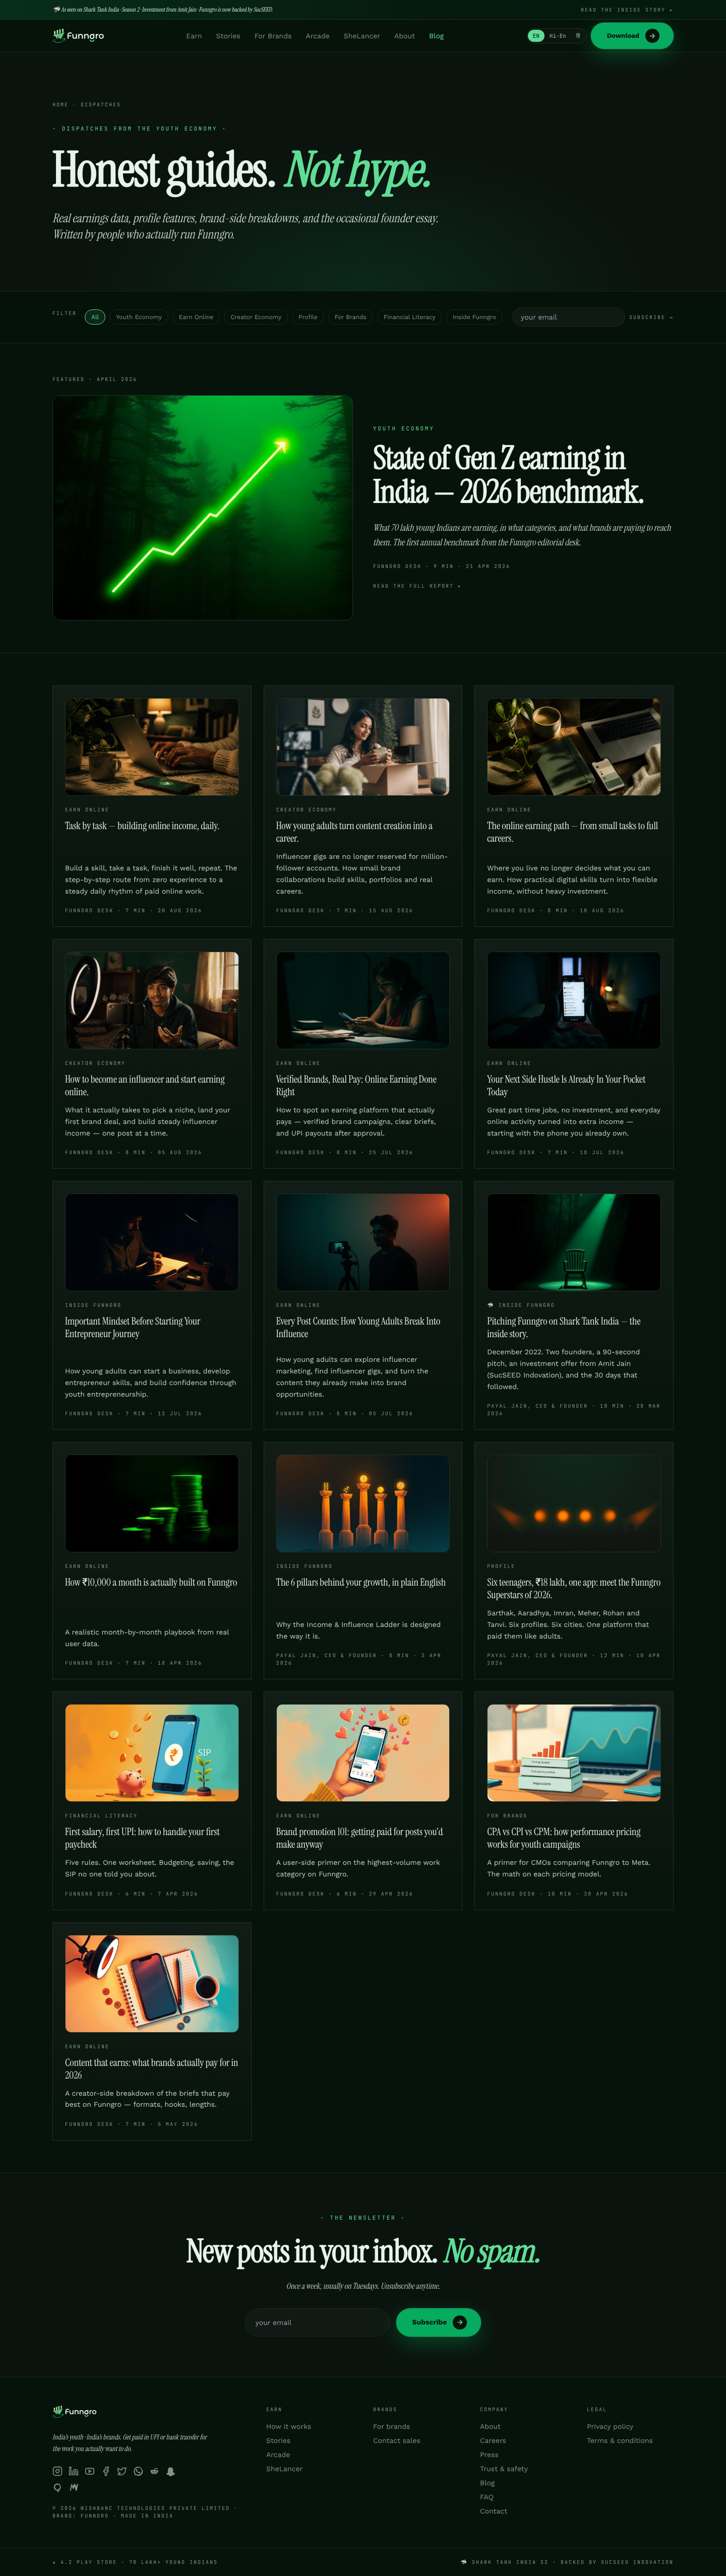 As seen on Shark Tank India · Season 2 · Investment from Amit Jain · Funngro is now backed by SucSEED.
READ THE INSIDE STORY
Funngro
Earn
Stories
For Brands
Arcade
SheLancer
About
Blog
EN
Hi-En
हि
Download
HOME · DISPATCHES
· DISPATCHES FROM THE YOUTH ECONOMY ·
Honest guides. Not hype.
Real earnings data, profile features, brand-side breakdowns, and the occasional founder essay.
Written by people who actually run Funngro.
FILTER
All
Youth Economy
Earn Online
Creator Economy
Profile
For Brands
Financial Literacy
Inside Funngro
your email
SUBSCRIBE →
FEATURED · APRIL 2026
YOUTH ECONOMY
State of Gen Z earning in
India — 2026 benchmark.
What 70 lakh young Indians are earning, in what categories, and what brands are paying to reach
them. The first annual benchmark from the Funngro editorial desk.
FUNNGRO DESK · 9 MIN · 21 APR 2026
READ THE FULL REPORT
EARN ONLINE
Task by task — building online income, daily.
Build a skill, take a task, finish it well, repeat. The
step-by-step route from zero experience to a
steady daily rhythm of paid online work.
FUNNGRO DESK · 7 MIN · 20 AUG 2026
CREATOR ECONOMY
How young adults turn content creation into a
career.
Influencer gigs are no longer reserved for million-
follower accounts. How small brand
collaborations build skills, portfolios and real
careers.
FUNNGRO DESK · 7 MIN · 15 AUG 2026
EARN ONLINE
The online earning path — from small tasks to full
careers.
Where you live no longer decides what you can
earn. How practical digital skills turn into flexible
income, without heavy investment.
FUNNGRO DESK · 8 MIN · 10 AUG 2026
CREATOR ECONOMY
How to become an influencer and start earning
online.
What it actually takes to pick a niche, land your
first brand deal, and build steady influencer
income — one post at a time.
FUNNGRO DESK · 8 MIN · 05 AUG 2026
EARN ONLINE
Verified Brands, Real Pay: Online Earning Done
Right
How to spot an earning platform that actually
pays — verified brand campaigns, clear briefs,
and UPI payouts after approval.
FUNNGRO DESK · 8 MIN · 25 JUL 2026
EARN ONLINE
Your Next Side Hustle Is Already In Your Pocket
Today
Great part time jobs, no investment, and everyday
online activity turned into extra income —
starting with the phone you already own.
FUNNGRO DESK · 7 MIN · 18 JUL 2026
INSIDE FUNNGRO
Important Mindset Before Starting Your
Entrepreneur Journey
How young adults can start a business, develop
entrepreneur skills, and build confidence through
youth entrepreneurship.
FUNNGRO DESK · 7 MIN · 12 JUL 2026
EARN ONLINE
Every Post Counts: How Young Adults Break Into
Influence
How young adults can explore influencer
marketing, find influencer gigs, and turn the
content they already make into brand
opportunities.
FUNNGRO DESK · 8 MIN · 05 JUL 2026
INSIDE FUNNGRO
Pitching Funngro on Shark Tank India — the
inside story.
December 2022. Two founders, a 90-second
pitch, an investment offer from Amit Jain
(SucSEED Indovation), and the 30 days that
followed.
PAYAL JAIN, CEO & FOUNDER · 10 MIN · 28 MAR
2026
EARN ONLINE
How ₹10,000 a month is actually built on Funngro
A realistic month-by-month playbook from real
user data.
FUNNGRO DESK · 7 MIN · 18 APR 2026
INSIDE FUNNGRO
The 6 pillars behind your growth, in plain English
Why the Income & Influence Ladder is designed
the way it is.
PAYAL JAIN, CEO & FOUNDER · 8 MIN · 3 APR
2026
PROFILE
Six teenagers, ₹18 lakh, one app: meet the Funngro
Superstars of 2026.
Sarthak, Aaradhya, Imran, Meher, Rohan and
Tanvi. Six profiles. Six cities. One platform that
paid them like adults.
PAYAL JAIN, CEO & FOUNDER · 12 MIN · 10 APR
2026
SIP
FINANCIAL LITERACY
First salary, first UPI: how to handle your first
paycheck
Five rules. One worksheet. Budgeting, saving, the
SIP no one told you about.
FUNNGRO DESK · 6 MIN · 7 APR 2026
EARN ONLINE
Brand promotion 101: getting paid for posts you'd
make anyway
A user-side primer on the highest-volume work
category on Funngro.
FUNNGRO DESK · 6 MIN · 29 APR 2026
FOR BRANDS
CPA vs CPI vs CPM: how performance pricing
works for youth campaigns
A primer for CMOs comparing Funngro to Meta.
The math on each pricing model.
FUNNGRO DESK · 10 MIN · 30 APR 2026
EARN ONLINE
Content that earns: what brands actually pay for in
2026
A creator-side breakdown of the briefs that pay
best on Funngro — formats, hooks, lengths.
FUNNGRO DESK · 7 MIN · 5 MAY 2026
· THE NEWSLETTER ·
New posts in your inbox. No spam.
Once a week, usually on Tuesdays. Unsubscribe anytime.
your email
Subscribe
Funngro
India's youth · India's brands. Get paid in UPI or bank transfer for
the work you actually want to do.
© 2026 WISHBANC TECHNOLOGIES PRIVATE LIMITED ·
BRAND: FUNNGRO · MADE IN INDIA
EARN
How it works
Stories
Arcade
SheLancer
BRANDS
For brands
Contact sales
COMPANY
About
Careers
Press
Trust & safety
Blog
FAQ
Contact
LEGAL
Privacy policy
Terms & conditions
★ 4.2 PLAY STORE · 70 LAKH+ YOUNG INDIANS
SHARK TANK INDIA S2 · BACKED BY SUCSEED INDOVATION